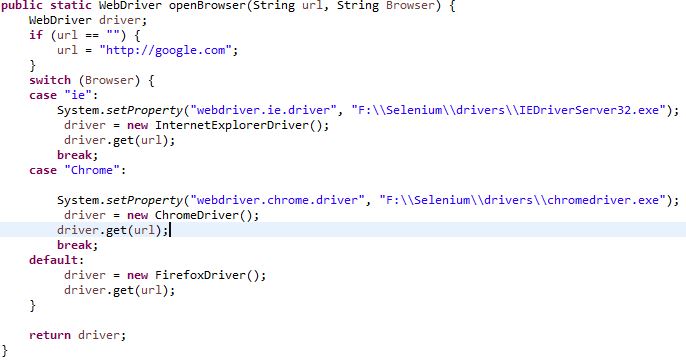 public static WebDriver openBrowser(String url, String Browser) {
    WebDriver driver;
    if (url == "") {
        url = "http://google.com";
    }
    switch (Browser) {
    case "ie":
        System.setProperty("webdriver.ie.driver", "F:\\Selenium\\drivers\\IEDriverServer32.exe");
         driver = new InternetExplorerDriver();
         driver.get(url);
        break;
    case "Chrome":

        System.setProperty("webdriver.chrome.driver", "F:\\Selenium\\drivers\\chromedriver.exe");
         driver = new ChromeDriver();
        driver.get(url);
        break;
    default:
         driver = new FirefoxDriver();
         driver.get(url);
    }

    return driver;
}